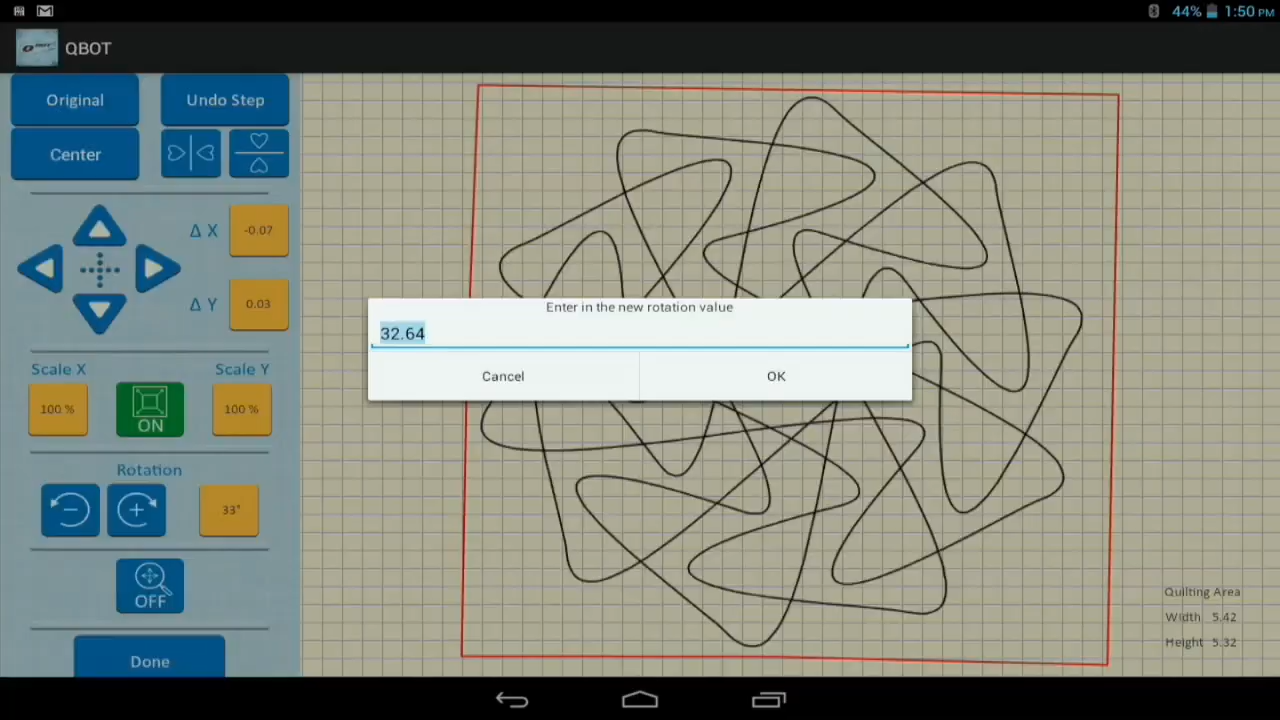 44% 1:50 PM
QBOT
Original
Undo Step
Center
Δ X
-0.07
Δ Y
0.03
Scale X
Scale Y
100 %
ON
100 %
Rotation
33°
OFF
Done
Enter in the new rotation value
32.64
Cancel
OK
Quilting Area
Width 5.42
Height 5.32